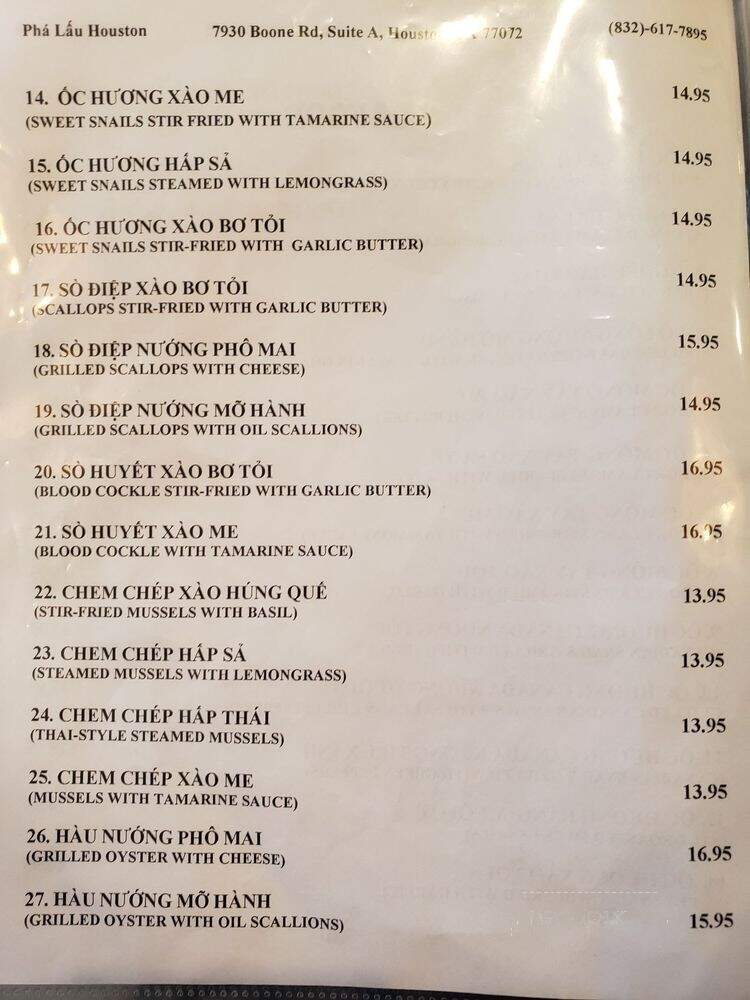 Phá Lấu Houston 7930 Boone Rd, Suite A, 77072 (832)-617-7895
14. ỐC HƯƠNG XÀO ME 14.95
(SWEET SNAILS STIR FRIED WITH TAMARINE SAUCE)
15. ỐC HƯƠNG HẤP SẢ 14.95
(SWEET SNAILS STEAMED WITH LEMONGRASS)
16. ỐC HƯƠNG XÀO BƠ TỎI 14.95
(SWEET SNAILS STIR-FRIED WITH GARLIC BUTTER)
17. SÒ ĐIỆP XÀO BƠ TỎI 14.95
(SCALLOPS STIR-FRIED WITH GARLIC BUTTER)
18. SÒ ĐIỆP NƯỚNG PHÔ MAI 15.95
(GRILLED SCALLOPS WITH CHEESE)
19. SÒ ĐIỆP NƯỚNG MỠ HÀNH 14.95
(GRILLED SCALLOPS WITH OIL SCALLIONS)
20. SÒ HUYẾT XÀO BƠ TỎI 16.95
(BLOOD COCKLE STIR-FRIED WITH GARLIC BUTTER)
21. SÒ HUYẾT XÀO ME 16.95
(BLOOD COCKLE WITH TAMARINE SAUCE)
22. CHEM CHÉP XÀO HÚNG QUẾ 13.95
(STIR-FRIED MUSSELS WITH BASIL)
23. CHEM CHÉP HẤP SẢ 13.95
(STEAMED MUSSELS WITH LEMONGRASS)
24. CHEM CHÉP HẤP THÁI 13.95
(THAI-STYLE STEAMED MUSSELS)
25. CHEM CHÉP XÀO ME 13.95
(MUSSELS WITH TAMARINE SAUCE)
26. HÀU NƯỚNG PHÔ MAI 16.95
(GRILLED OYSTER WITH CHEESE)
27. HÀU NƯỚNG MỠ HÀNH 15.95
(GRILLED OYSTER WITH OIL SCALLIONS)